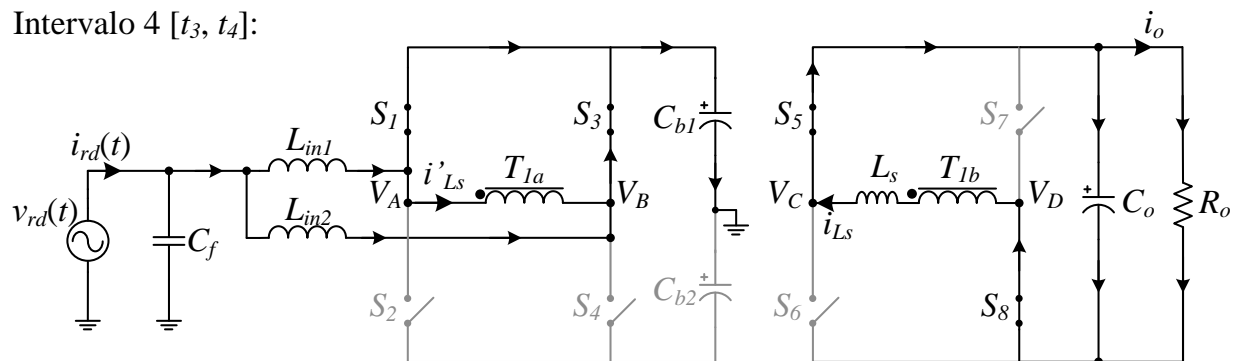 Intervalo 4 [t3, t4]:
io
S1
S3
Cb1
S5
S7
ird(t)
Lin1
i'Ls
T1a
Ls
T1b
VA
VB
VC
VD
vrd(t)
Lin2
iLs
Co
Ro
Cf
Cb2
S2
S4
S6
S8
+
+
+